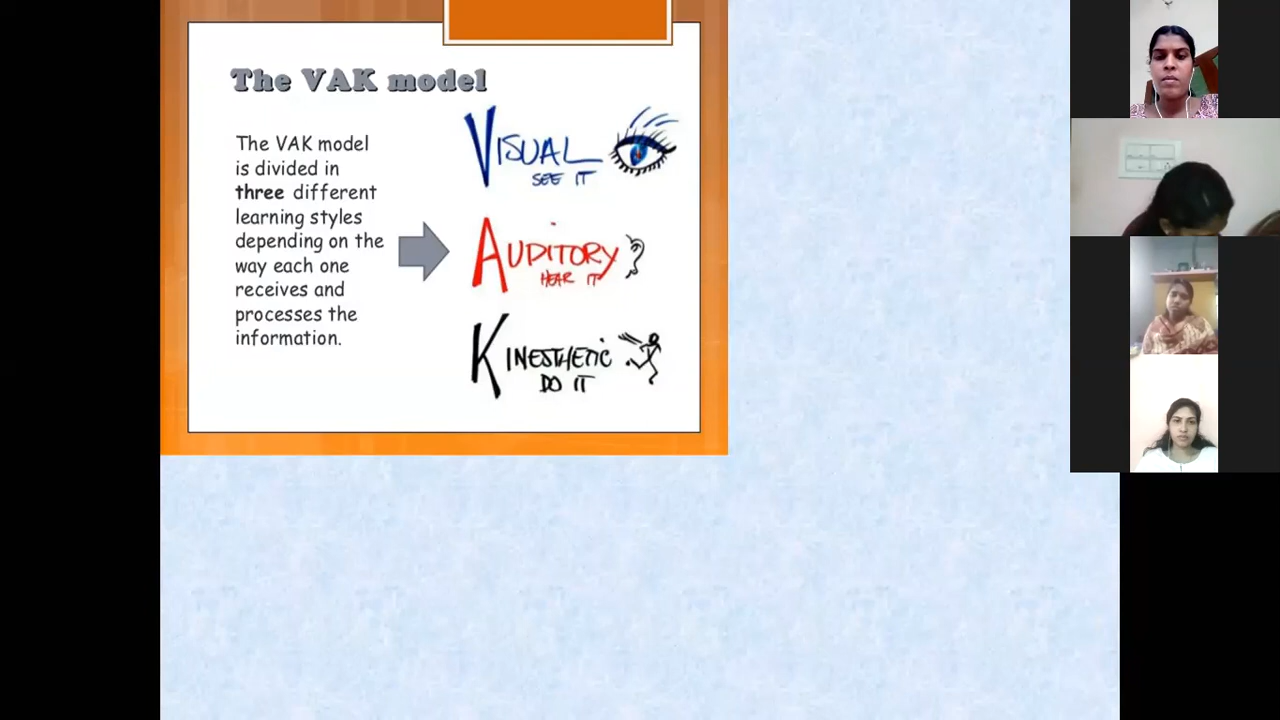 The VAK model
The VAK model
is divided in
three different
learning styles
depending on the
way each one
receives and
processes the
information.
VISUAL
SEE IT
AUDITORY
HEAR IT
KINESTHETIC
DO IT